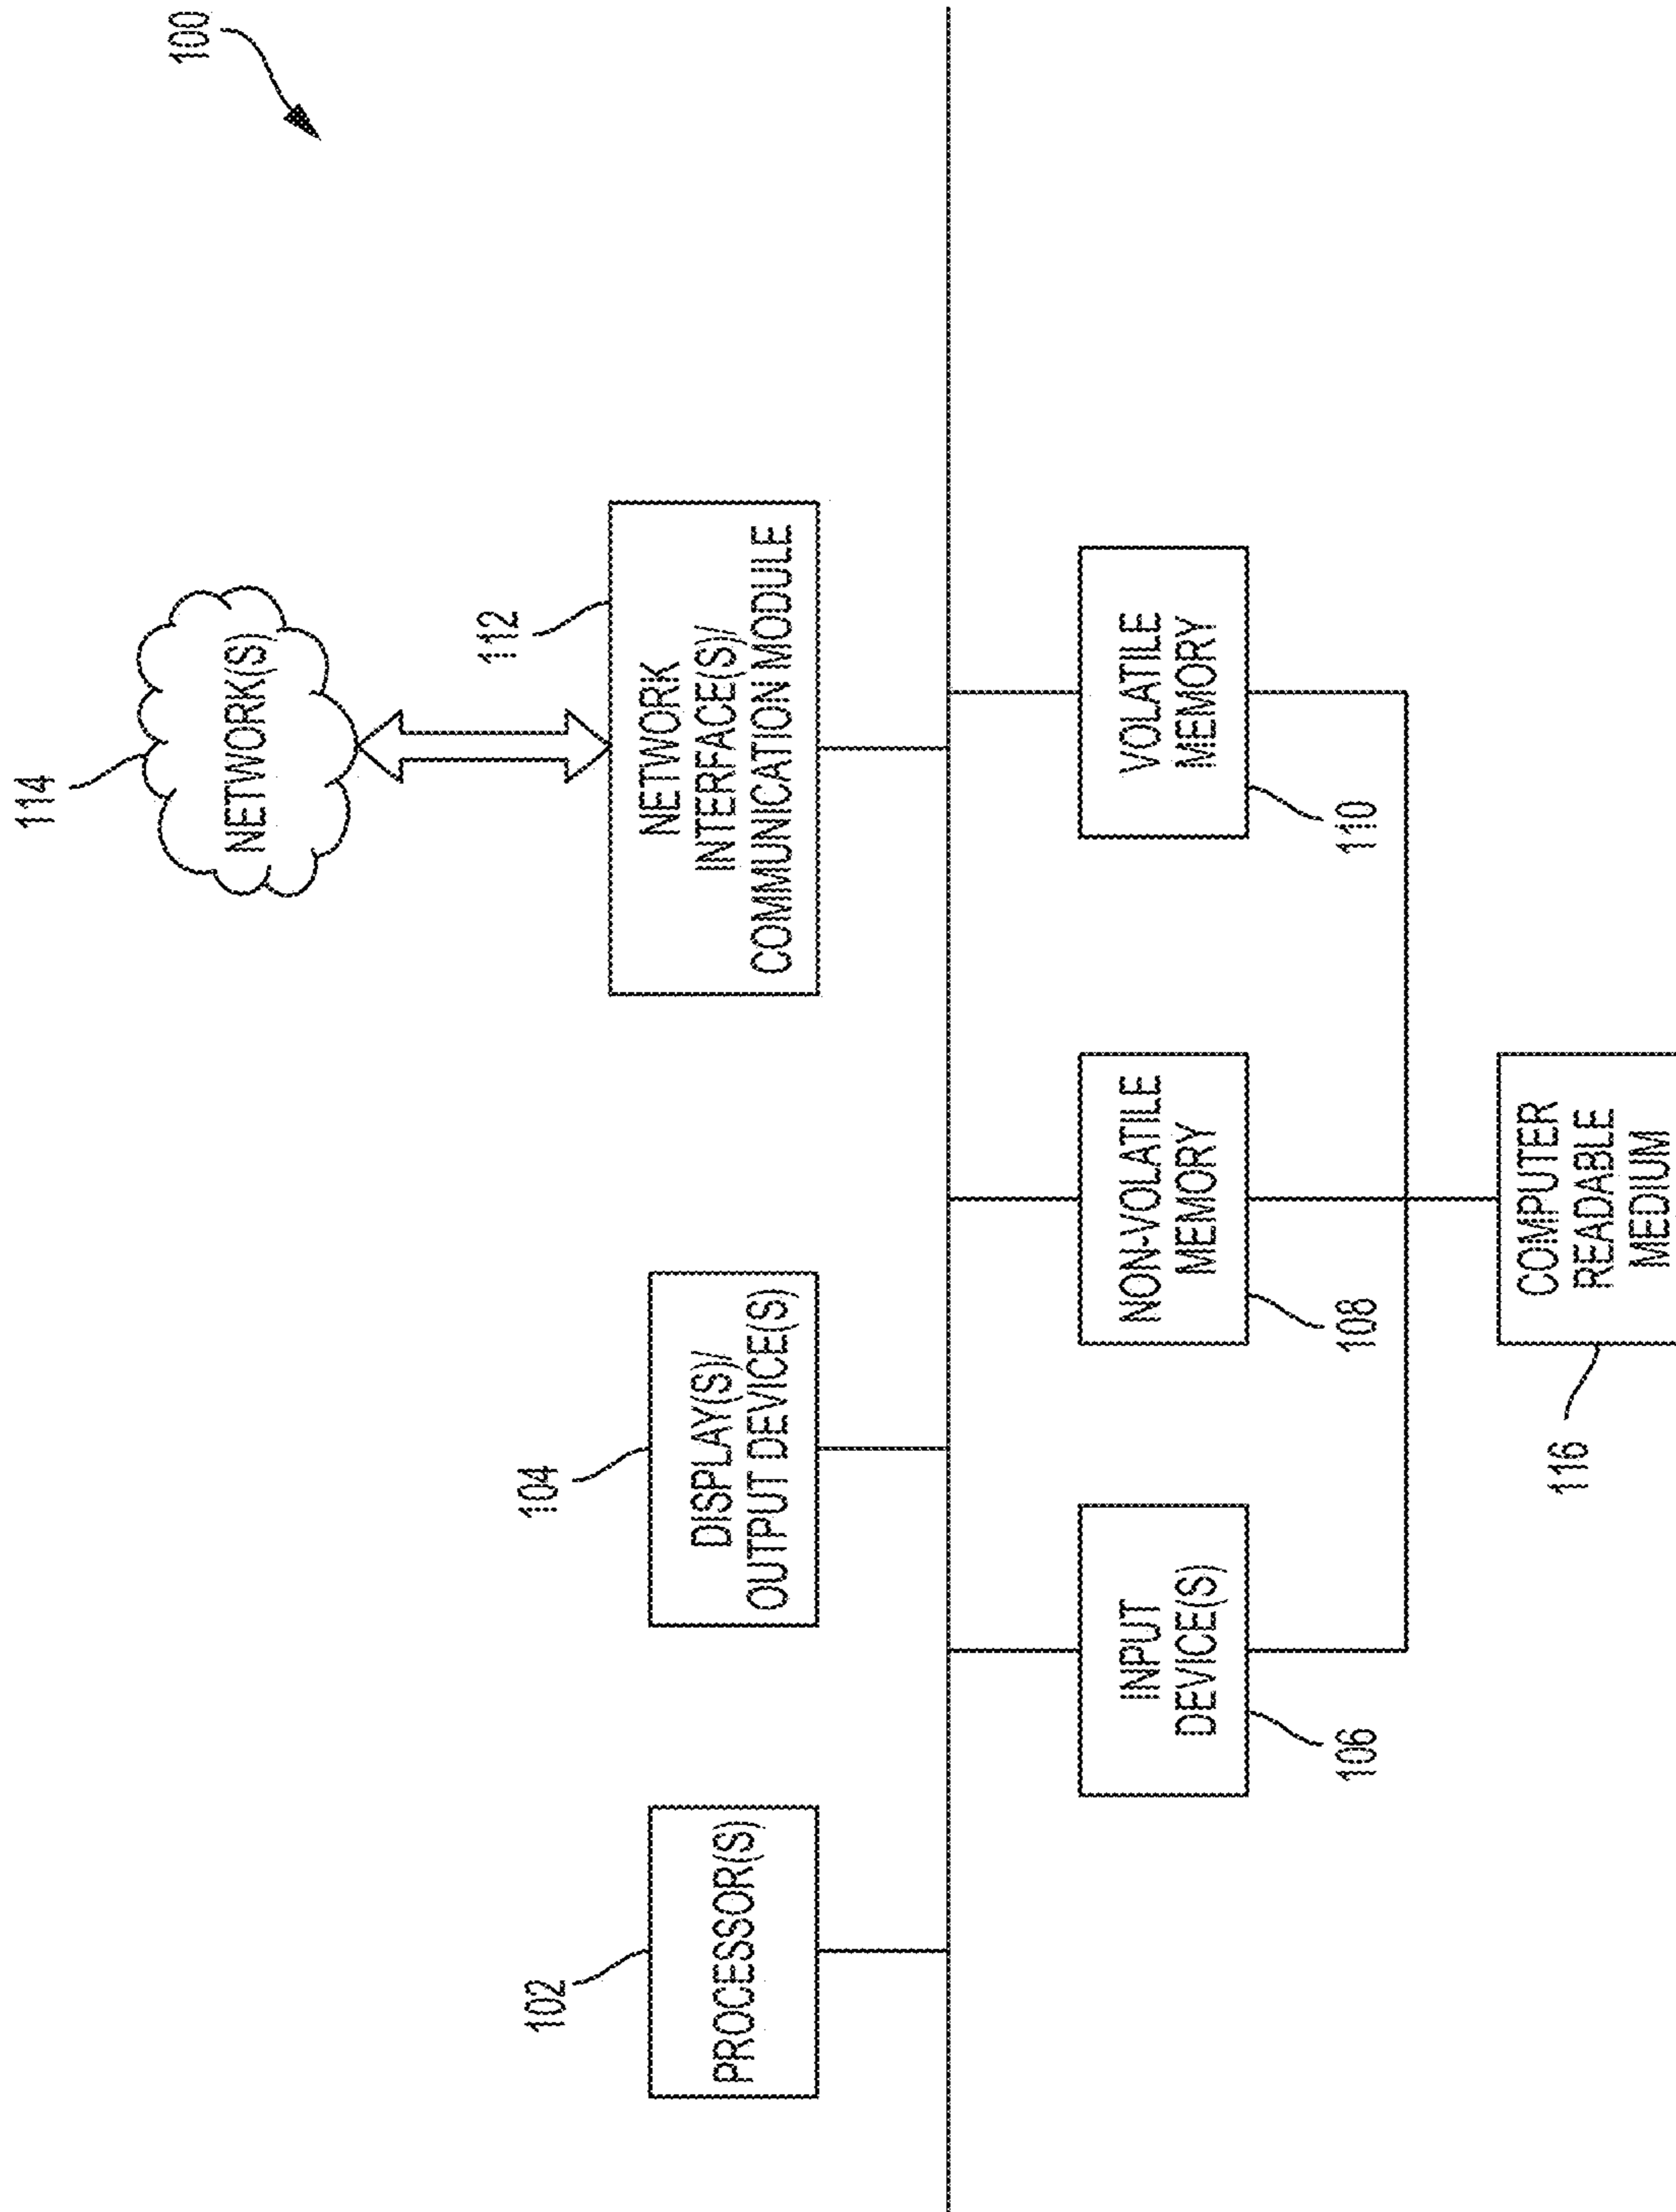 100
114
NETWORK(S)
112
NETWORK
INTERFACE(S)/
COMMUNICATION MODULE
104
DISPLAY(S)/
OUTPUT DEVICE(S)
102
PROCESSOR(S)
INPUT
DEVICE(S)
106
NON-VOLATILE
MEMORY
108
VOLATILE
MEMORY
110
COMPUTER
READABLE
MEDIUM
116